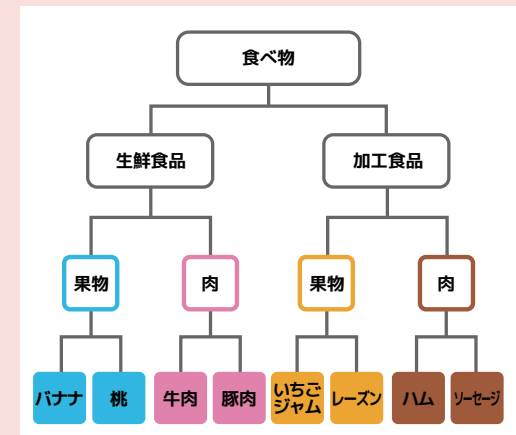 食べ物
生鮮食品
加工食品
果物
肉
果物
肉
バナナ
桃
牛肉
豚肉
いちご
ジャム
レーズン
ハム
ソーセージ